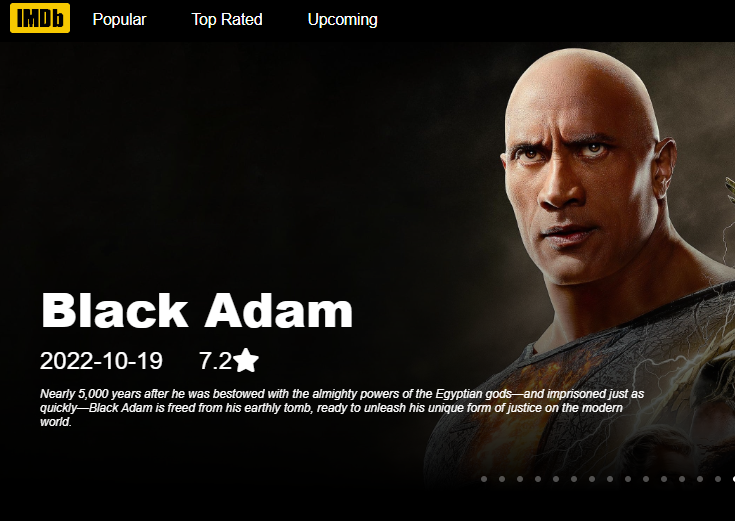 IMDb Popular Top Rated Upcoming
Black Adam
2022-10-19 7.2
Nearly 5,000 years after he was bestowed with the almighty powers of the Egyptian gods—and imprisoned just as
quickly—Black Adam is freed from his earthly tomb, ready to unleash his unique form of justice on the modern
world.